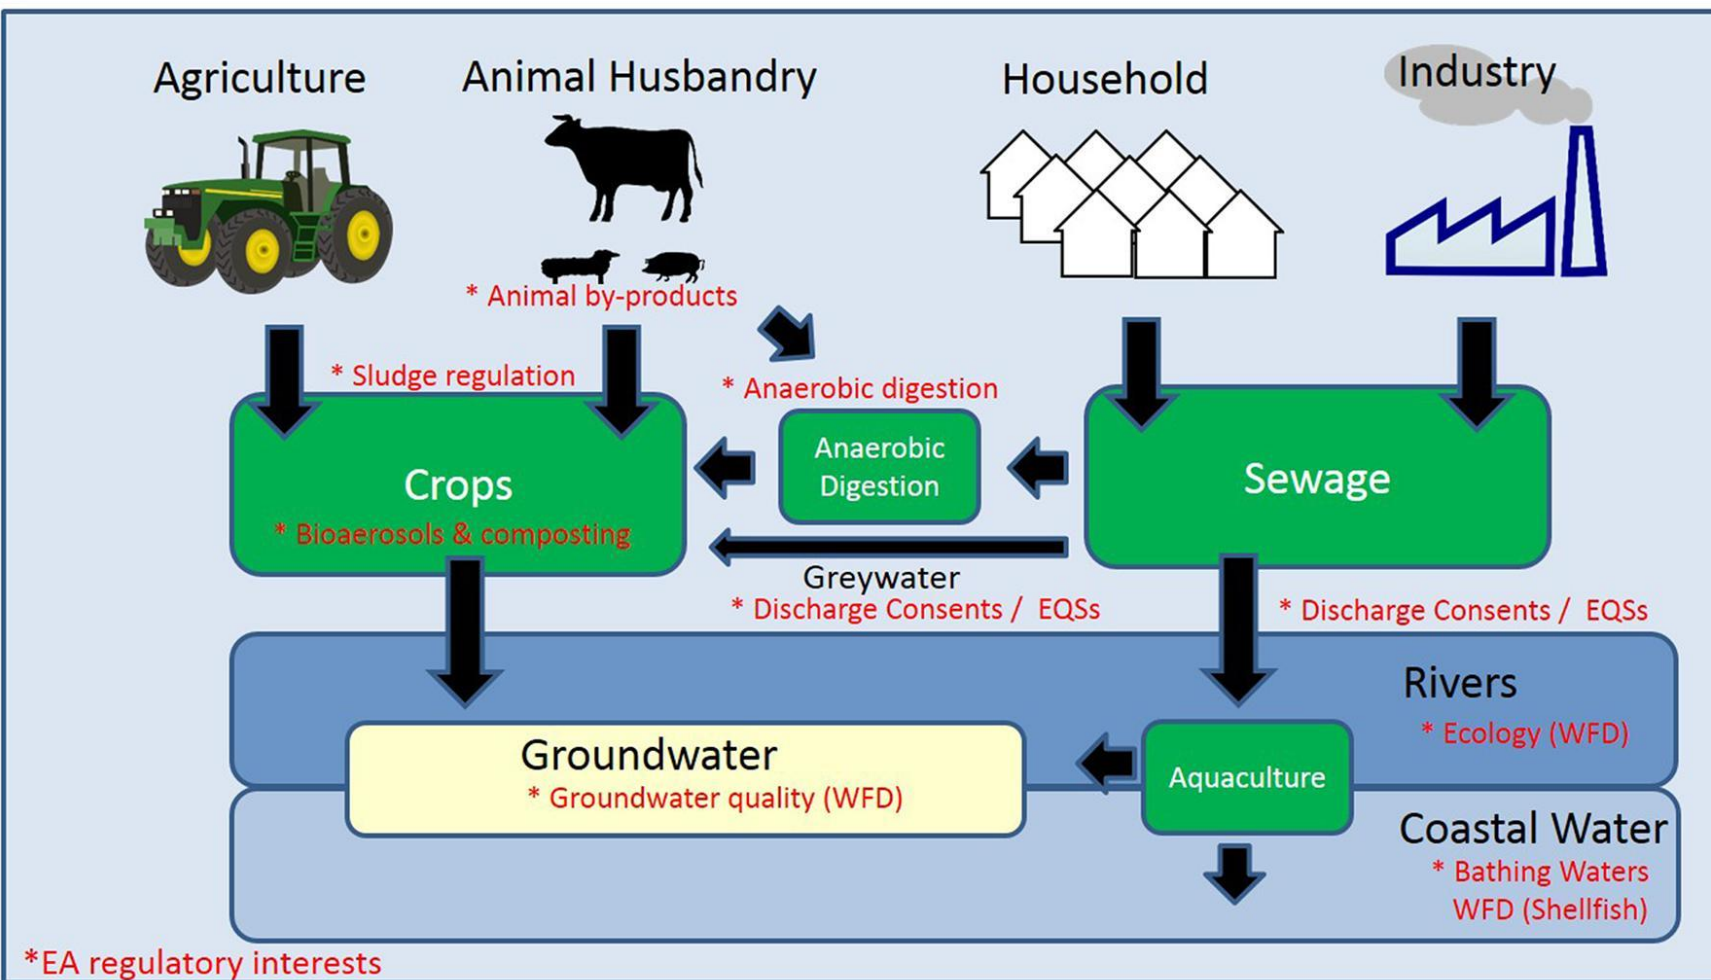 Agriculture
Animal Husbandry
Household
Industry
* Animal by-products
* Sludge regulation
* Anaerobic digestion
Crops
* Bioaerosols & composting
Anaerobic
Digestion
Sewage
Greywater
* Discharge Consents / EQSs
* Discharge Consents / EQSs
Rivers
* Ecology (WFD)
Groundwater
* Groundwater quality (WFD)
Aquaculture
Coastal Water
* Bathing Waters
WFD (Shellfish)
*EA regulatory interests